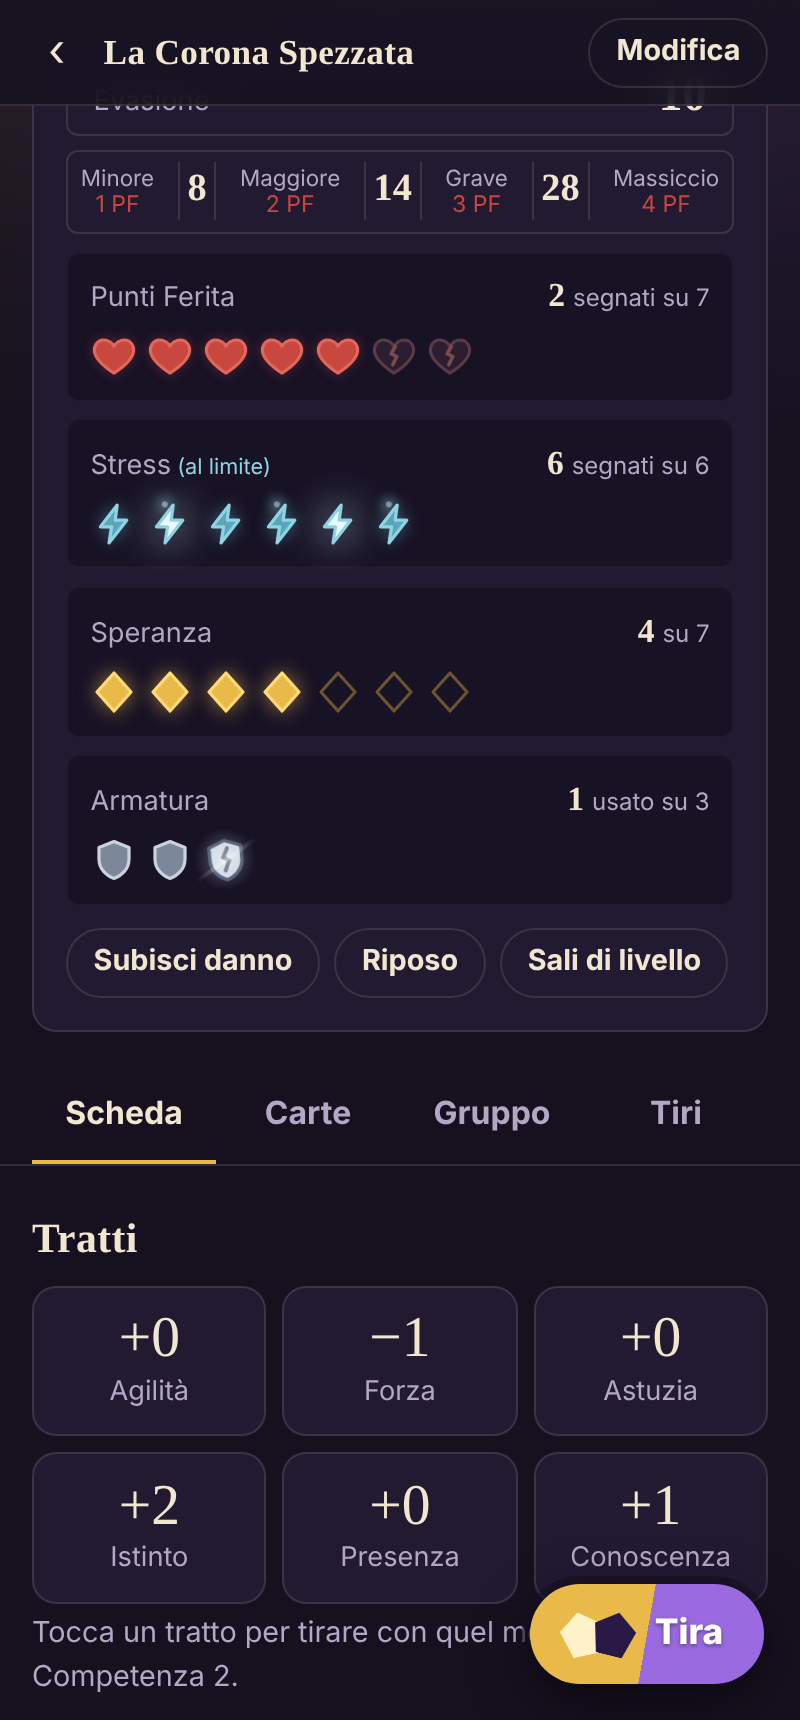 La Corona Spezzata
Modifica
Evasione 10
Minore 8 Maggiore 14 Grave 28 Massiccio
1 PF 2 PF 3 PF 4 PF
Punti Ferita 2 segnati su 7
Stress (al limite) 6 segnati su 6
Speranza 4 su 7
Armatura 1 usato su 3
Subisci danno Riposo Sali di livello
Scheda Carte Gruppo Tiri
Tratti
+0 −1 +0
Agilità Forza Astuzia
+2 +0 +1
Istinto Presenza Conoscenza
Tocca un tratto per tirare con quel
Tira
Competenza 2.